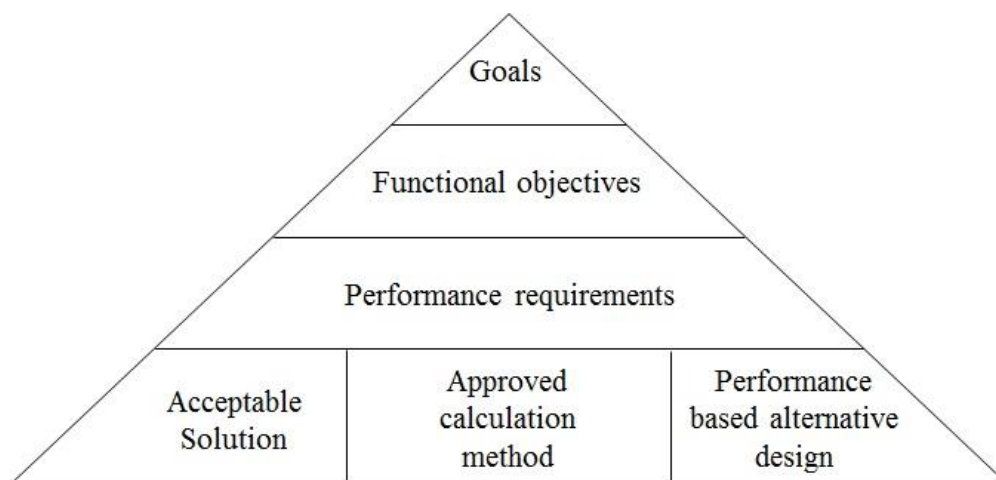 Goals
Functional objectives
Performance requirements
Acceptable
Solution
Approved
calculation
method
Performance
based alternative
design